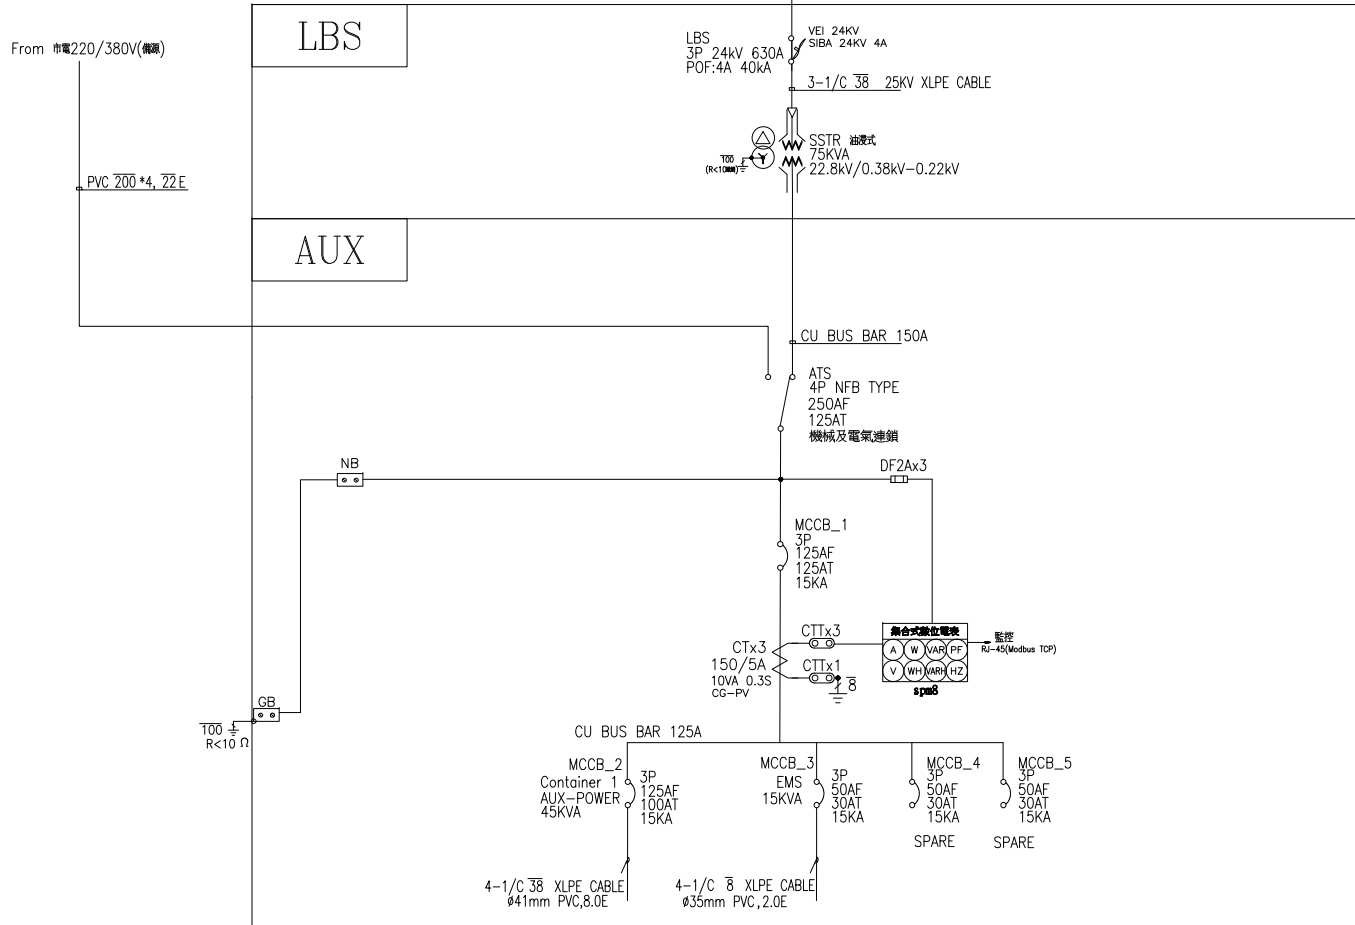 LBS
From 市電220/380V(備源)
LBS
3P 24kV 630A
POF:4A 40kA
VEI 24KV
SIBA 24KV 4A
3-1/C 38 25KV XLPE CABLE
SSTR 油浸式
75KVA
22.8kV/0.38kV-0.22kV
100
PVC 200 *4, 22 E
AUX
CU BUS BAR 150A
ATS
4P NFB TYPE
250AF
125AT
機械及電氣連鎖
NB
DF2Ax3
MCCB_1
3P
125AF
125AT
15KA
CTx3
150/5A
10VA 0.3S
CG-PV
CTTx3
CTTx1
8
集合式數位電表
A W VAR PF
V WH VARH HZ
spm8
監控
RJ-45(Modbus TCP)
GB
100
R<10 Ω
CU BUS BAR 125A
MCCB_2
Container 1
AUX-POWER
45KVA
3P
125AF
100AT
15KA
MCCB_3
EMS
15KVA
3P
50AF
30AT
15KA
MCCB_4
3P
50AF
30AT
15KA
SPARE
MCCB_5
3P
50AF
30AT
15KA
SPARE
4-1/C 38 XLPE CABLE
ø41mm PVC,8.0E
4-1/C 8 XLPE CABLE
ø35mm PVC,2.0E